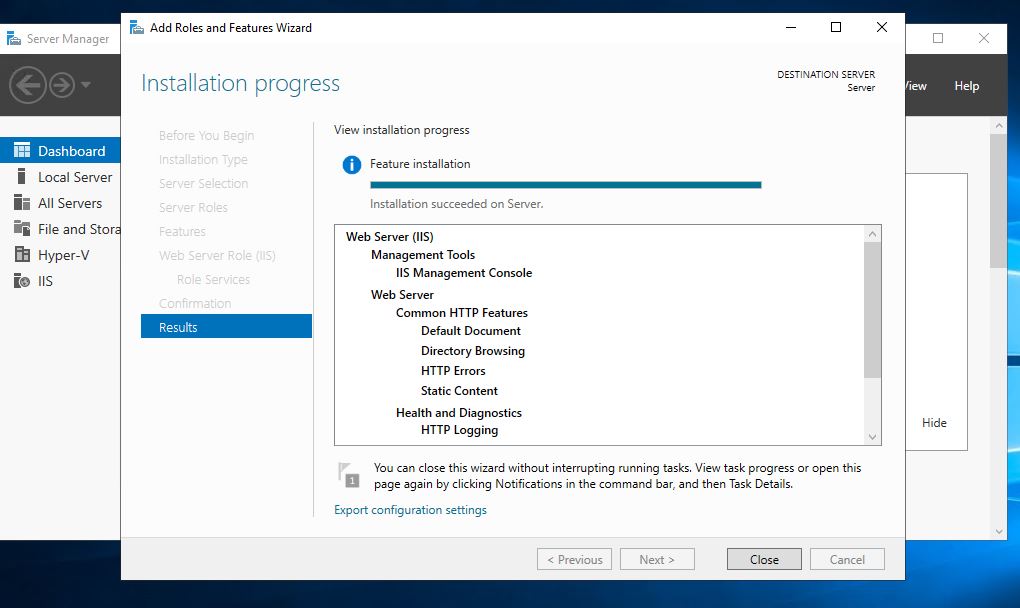 Server Manager
Add Roles and Features Wizard
View
Help
Installation progress
DESTINATION SERVER
Server
Dashboard
Local Server
All Servers
File and Stora
Hyper-V
IIS
Before You Begin
Installation Type
Server Selection
Server Roles
Features
Web Server Role (IIS)
Role Services
Confirmation
Results
View installation progress
Feature installation
Installation succeeded on Server.
Web Server (IIS)
Management Tools
IIS Management Console
Web Server
Common HTTP Features
Default Document
Directory Browsing
HTTP Errors
Static Content
Health and Diagnostics
HTTP Logging
Hide
1
You can close this wizard without interrupting running tasks. View task progress or open this
page again by clicking Notifications in the command bar, and then Task Details.
Export configuration settings
< Previous
Next >
Close
Cancel